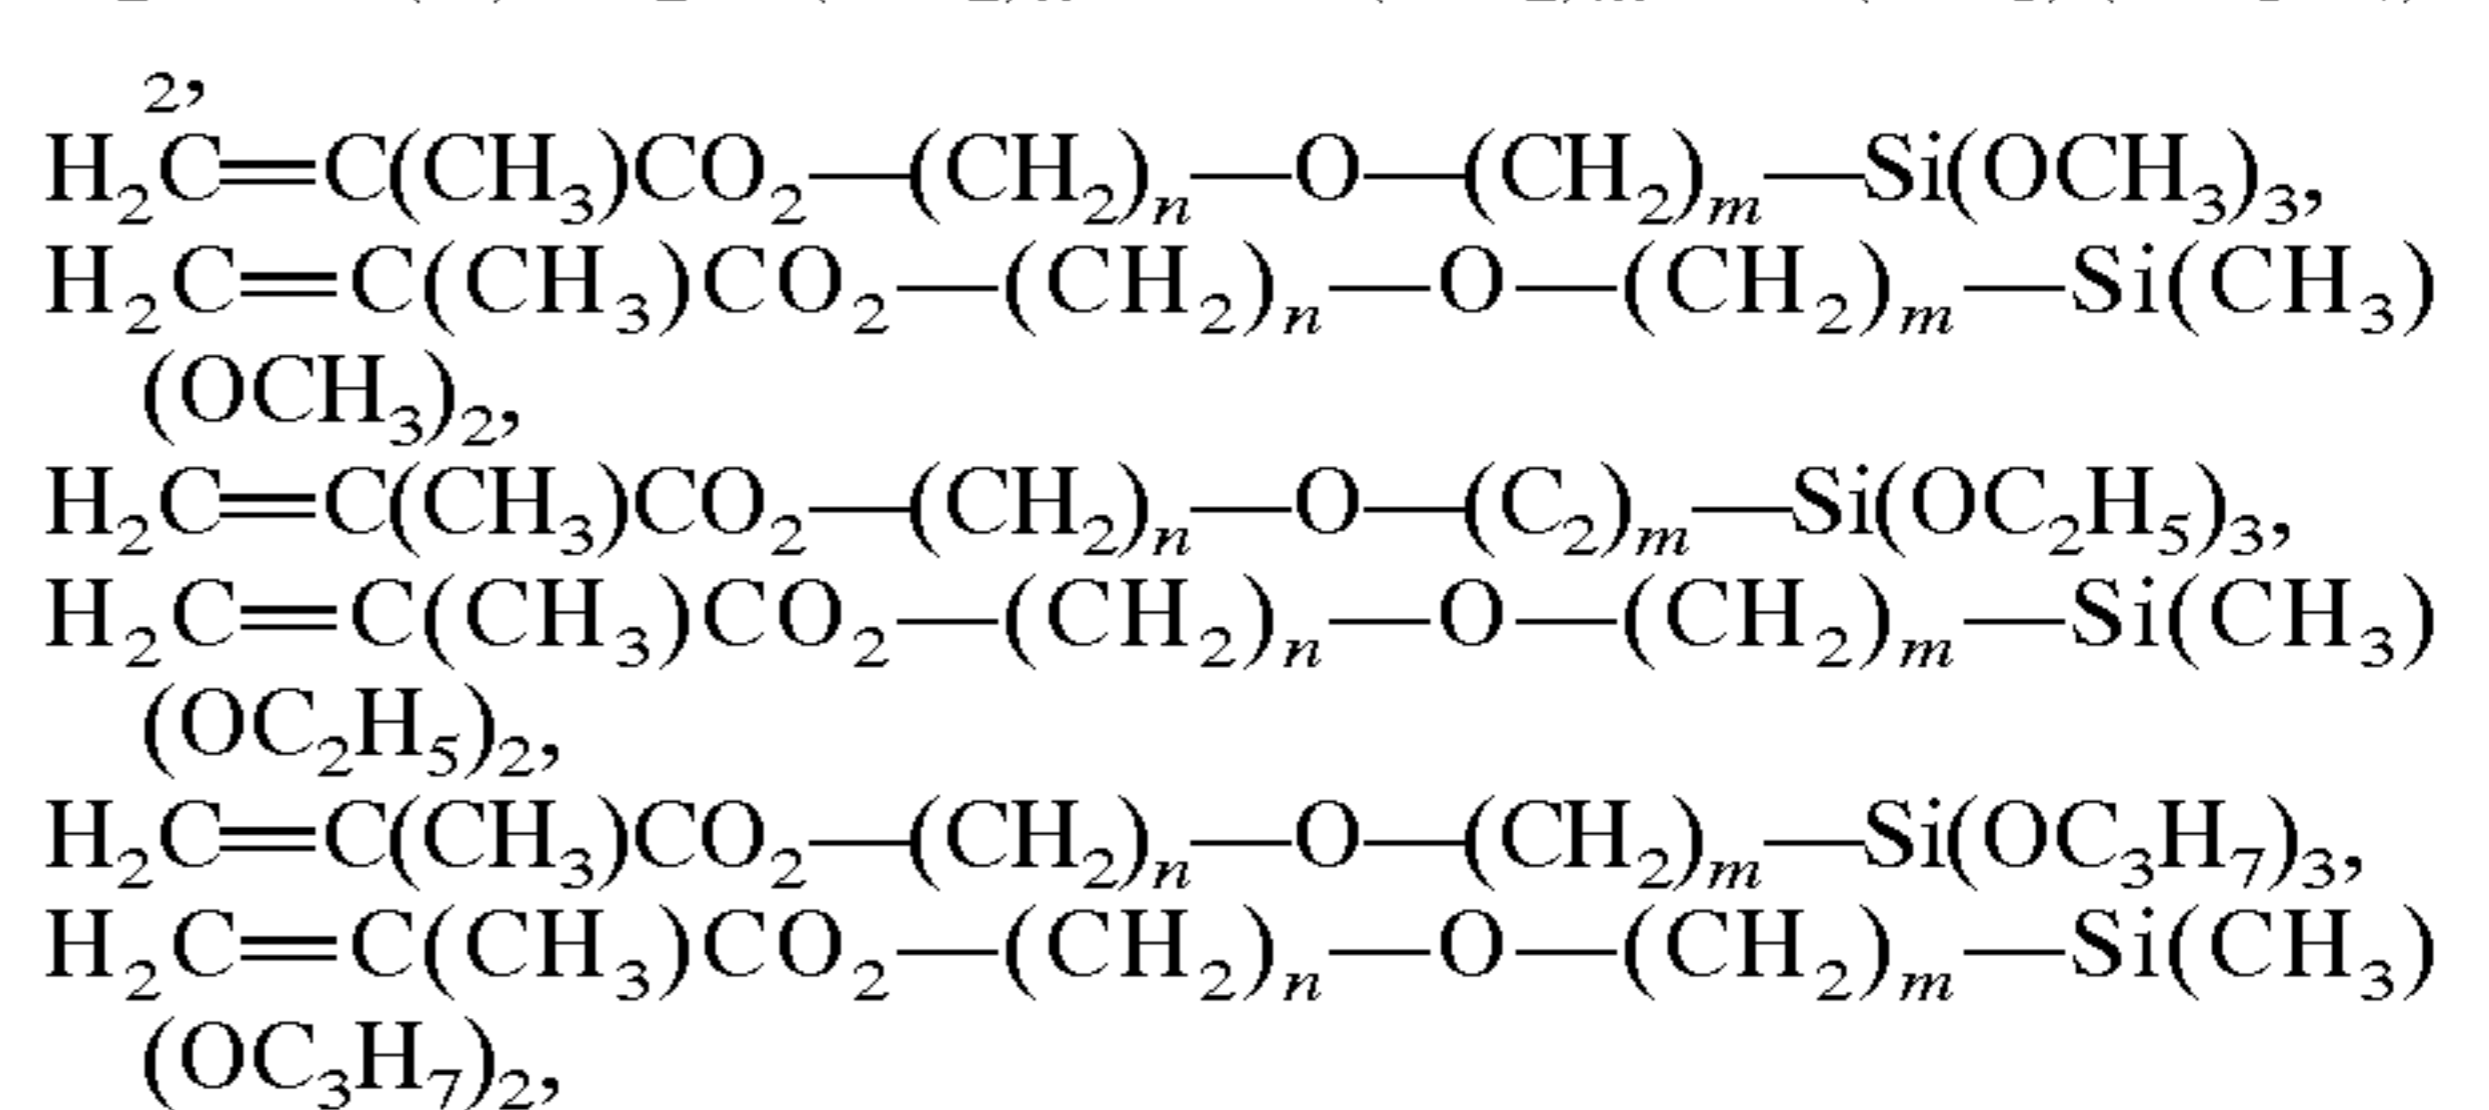 2,
H2C=C(CH3)CO2—(CH2)n—O—(CH2)m—Si(OCH3)3,
H2C=C(CH3)CO2—(CH2)n—O—(CH2)m—Si(CH3)
(OCH3)2,
H2C=C(CH3)CO2—(CH2)n—O—(C2)m—Si(OC2H5)3,
H2C=C(CH3)CO2—(CH2)n—O—(CH2)m—Si(CH3)
(OC2H5)2,
H2C=C(CH3)CO2—(CH2)n—O—(CH2)m—Si(OC3H7)3,
H2C=C(CH3)CO2—(CH2)n—O—(CH2)m—Si(CH3)
(OC3H7)2,